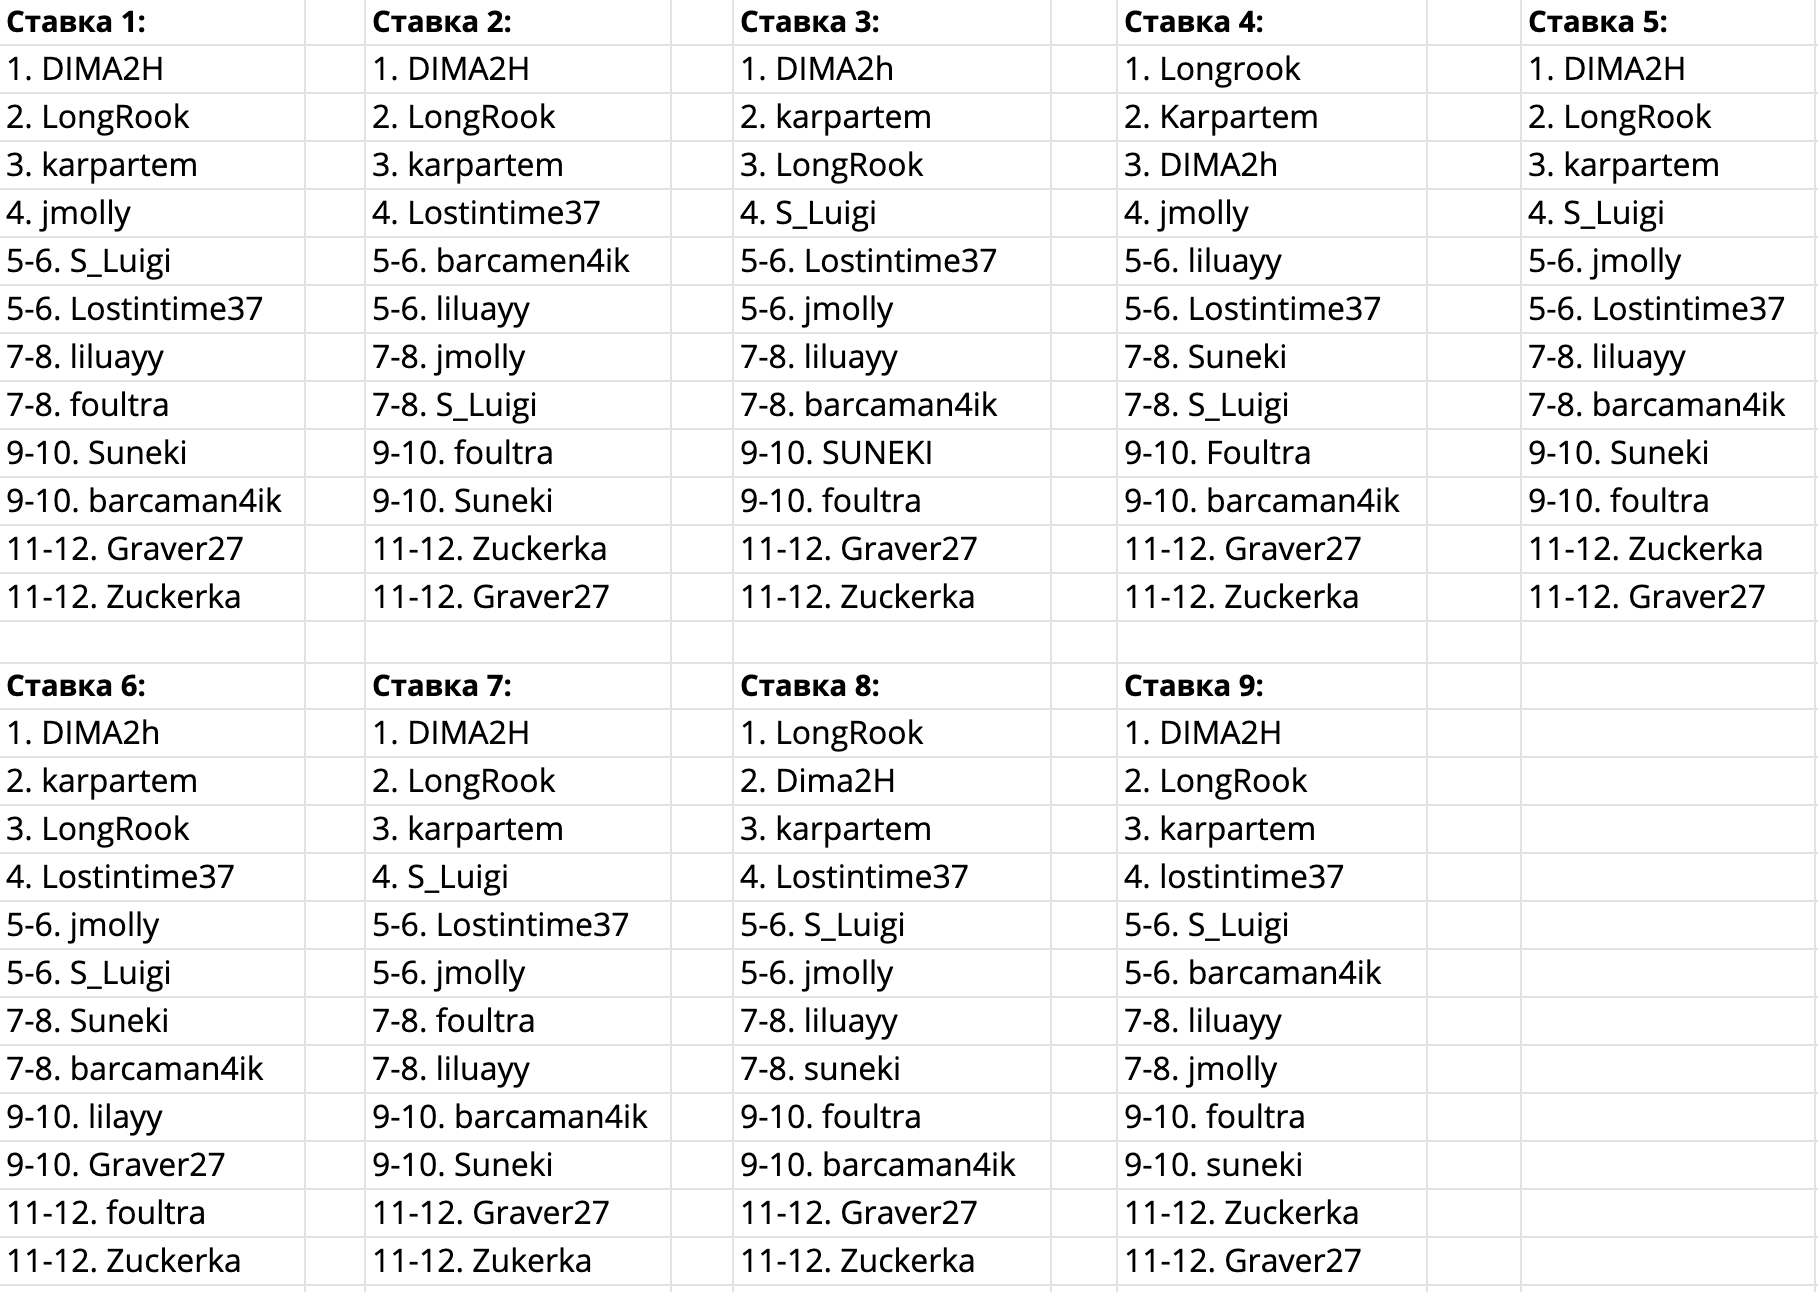 Ставка 1:
1. DIMA2H
2. LongRook
3. karpartem
4. jmolly
5-6. S_Luigi
5-6. Lostintime37
7-8. liluayy
7-8. foultra
9-10. Suneki
9-10. barcaman4ik
11-12. Graver27
11-12. Zuckerka
Ставка 2:
1. DIMA2H
2. LongRook
3. karpartem
4. Lostintime37
5-6. barcamen4ik
5-6. liluayy
7-8. jmolly
7-8. S_Luigi
9-10. foultra
9-10. Suneki
11-12. Zuckerka
11-12. Graver27
Ставка 3:
1. DIMA2h
2. karpartem
3. LongRook
4. S_Luigi
5-6. Lostintime37
5-6. jmolly
7-8. liluayy
7-8. barcaman4ik
9-10. SUNEKI
9-10. foultra
11-12. Graver27
11-12. Zuckerka
Ставка 4:
1. Longrook
2. Karpartem
3. DIMA2h
4. jmolly
5-6. liluayy
5-6. Lostintime37
7-8. Suneki
7-8. S_Luigi
9-10. Foultra
9-10. barcaman4ik
11-12. Graver27
11-12. Zuckerka
Ставка 5:
1. DIMA2H
2. LongRook
3. karpartem
4. S_Luigi
5-6. jmolly
5-6. Lostintime37
7-8. liluayy
7-8. barcaman4ik
9-10. Suneki
9-10. foultra
11-12. Zuckerka
11-12. Graver27
Ставка 6:
1. DIMA2h
2. karpartem
3. LongRook
4. Lostintime37
5-6. jmolly
5-6. S_Luigi
7-8. Suneki
7-8. barcaman4ik
9-10. lilayy
9-10. Graver27
11-12. foultra
11-12. Zuckerka
Ставка 7:
1. DIMA2H
2. LongRook
3. karpartem
4. S_Luigi
5-6. Lostintime37
5-6. jmolly
7-8. foultra
7-8. liluayy
9-10. barcaman4ik
9-10. Suneki
11-12. Graver27
11-12. Zukerka
Ставка 8:
1. LongRook
2. Dima2H
3. karpartem
4. Lostintime37
5-6. S_Luigi
5-6. jmolly
7-8. liluayy
7-8. suneki
9-10. foultra
9-10. barcaman4ik
11-12. Graver27
11-12. Zuckerka
Ставка 9:
1. DIMA2H
2. LongRook
3. karpartem
4. lostintime37
5-6. S_Luigi
5-6. barcaman4ik
7-8. liluayy
7-8. jmolly
9-10. foultra
9-10. suneki
11-12. Zuckerka
11-12. Graver27